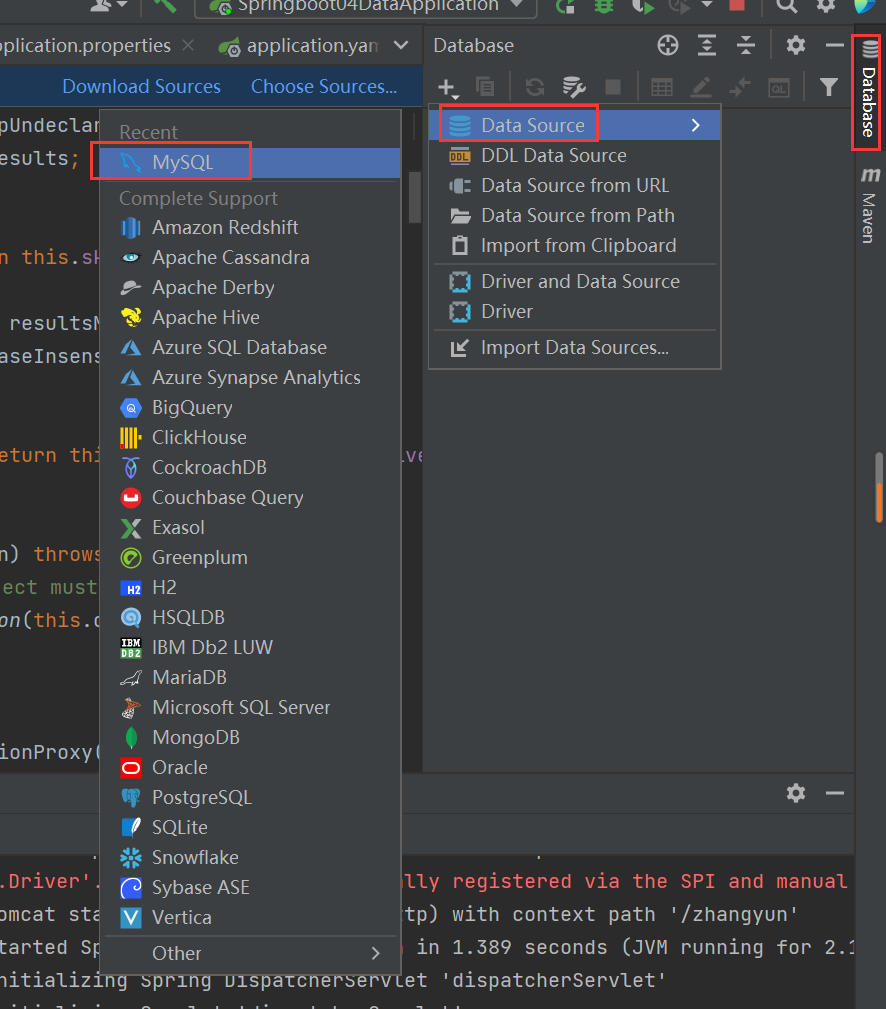 Springboot04DataApplication
plication.properties
application.yam
Database
Download Sources
Choose Sources...
Database
Maven
pUndeclar
esults;
n this.sH
resultsM
aseInsens
eturn thi
ive
n) throws
ect must
on(this.c
ionProxy(
Recent
MySQL
Complete Support
Amazon Redshift
Apache Cassandra
Apache Derby
Apache Hive
Azure SQL Database
Azure Synapse Analytics
BigQuery
ClickHouse
CockroachDB
Couchbase Query
Exasol
Greenplum
H2
HSQLDB
IBM Db2 LUW
MariaDB
Microsoft SQL Server
MongoDB
Oracle
PostgreSQL
SQLite
Snowflake
Sybase ASE
Vertica
Other
Data Source
DDL Data Source
Data Source from URL
Data Source from Path
Import from Clipboard
Driver and Data Source
Driver
Import Data Sources...
.Driver'. lly registered via the SPI and manual
omcat sta tp) with context path '/zhangyun'
tarted Sp in 1.389 seconds (JVM running for 2.1
nitializing Spring DispatcherServlet 'dispatcherServlet'